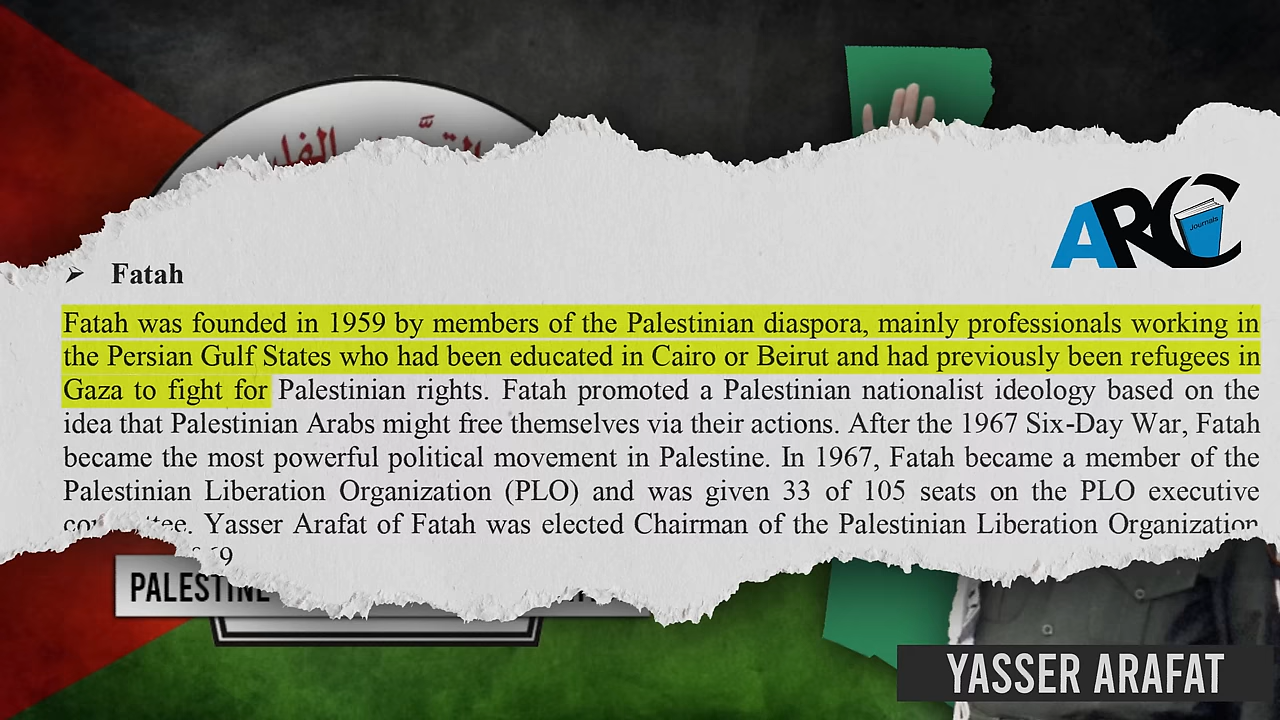 ARC
Journals
➢ Fatah
Fatah was founded in 1959 by members of the Palestinian diaspora, mainly professionals working in
the Persian Gulf States who had been educated in Cairo or Beirut and had previously been refugees in
Gaza to fight for Palestinian rights. Fatah promoted a Palestinian nationalist ideology based on the
idea that Palestinian Arabs might free themselves via their actions. After the 1967 Six-Day War, Fatah
became the most powerful political movement in Palestine. In 1967, Fatah became a member of the
Palestinian Liberation Organization (PLO) and was given 33 of 105 seats on the PLO executive
Yasser Arafat of Fatah was elected Chairman of the Palestinian Liberation Organization
PALESTINE
YASSER ARAFAT